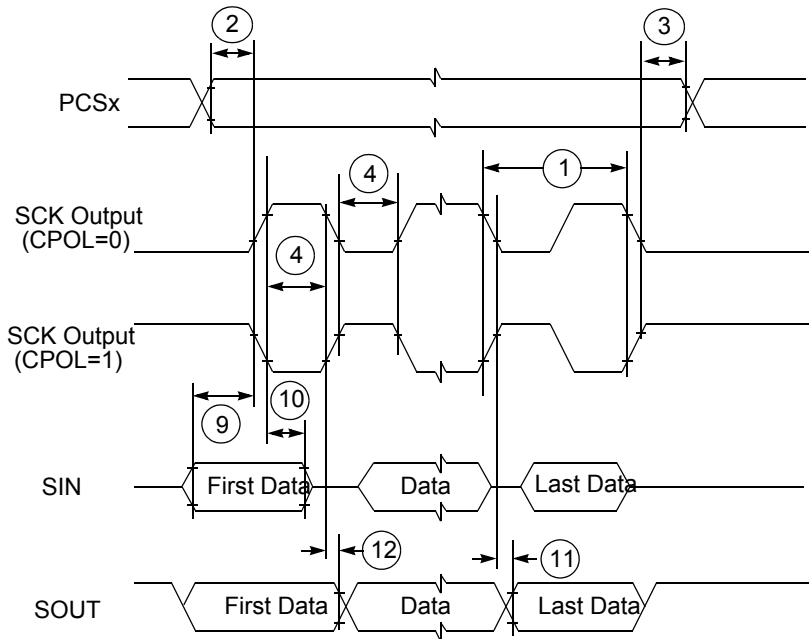 2
3
PCSx
4
1
SCK Output
(CPOL=0)
4
SCK Output
(CPOL=1)
9
10
SIN
First Data
Data
Last Data
12
11
SOUT
First Data
Data
Last Data